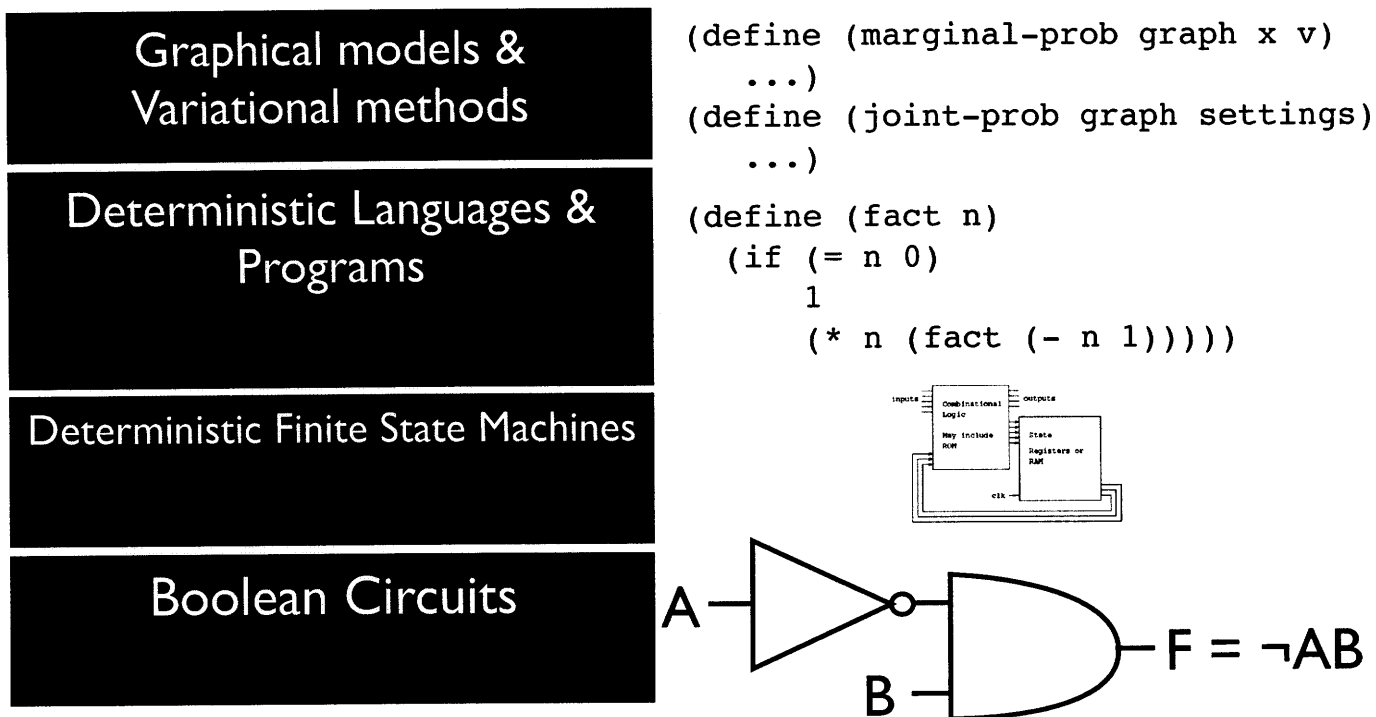 Graphical models &
Variational methods
(define (marginal-prob graph x v)
...)
(define (joint-prob graph settings)
...)
Deterministic Languages &
Programs
(define (fact n)
(if (= n 0)
1
(* n (fact (- n 1)))))
Deterministic Finite State Machines
inputs
Combinational
Logic
May include
ROM
outputs
State
Registers or
RAM
clk
Boolean Circuits
A
B
F = ¬AB